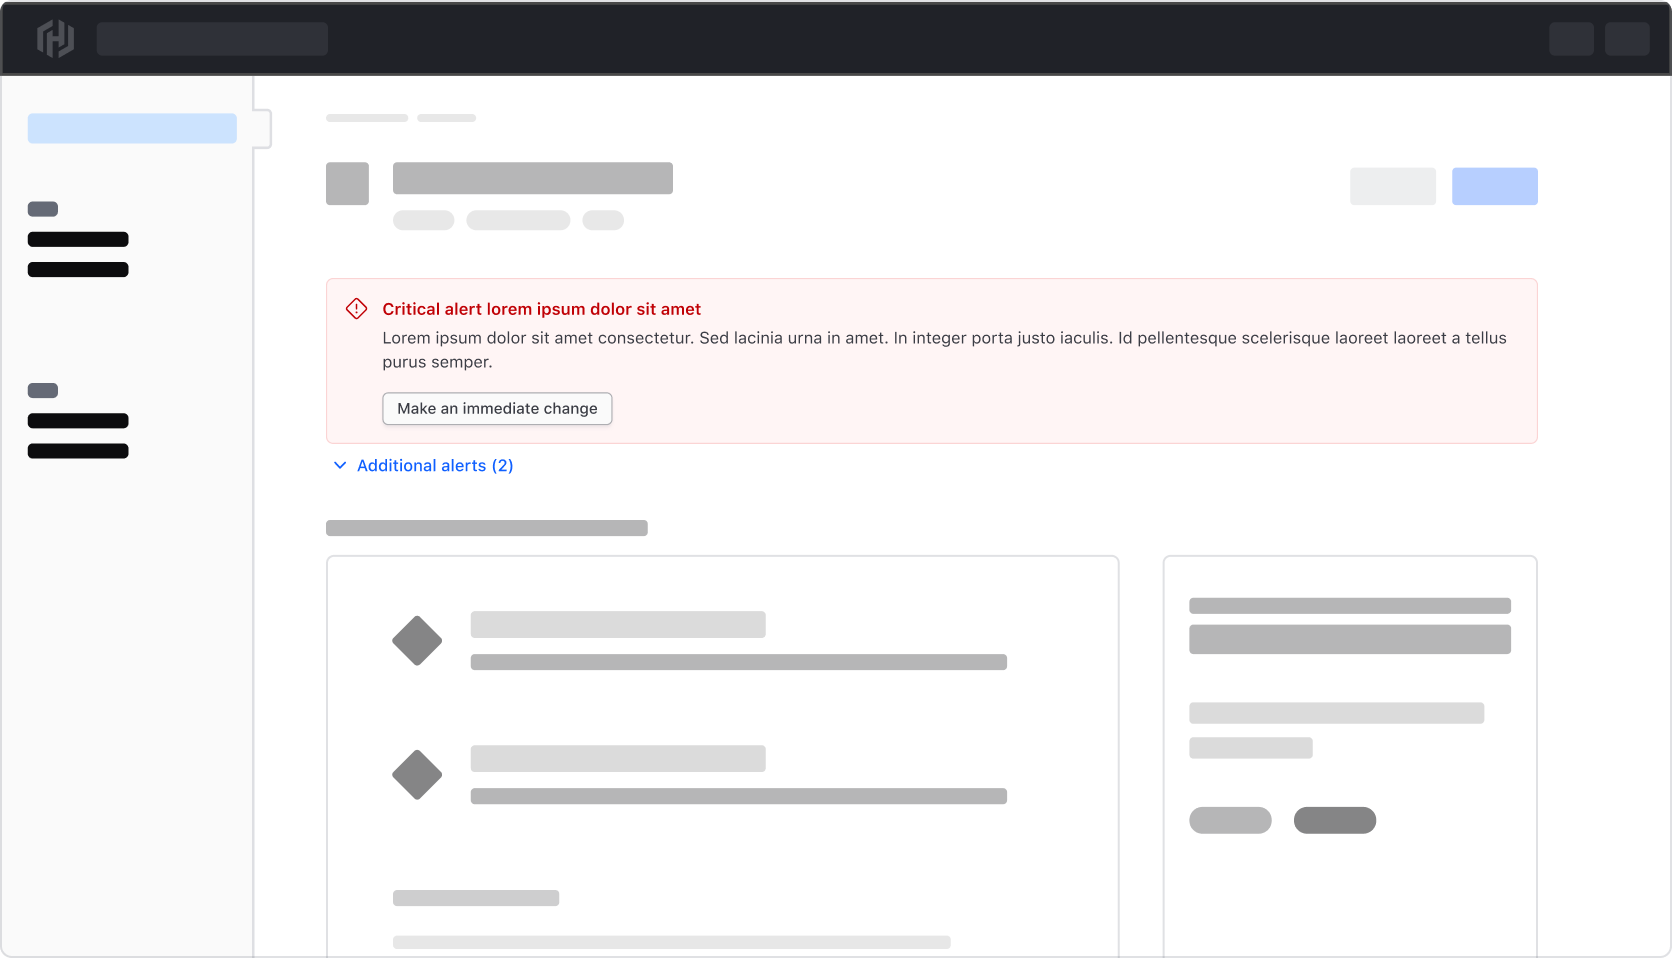 Critical alert lorem ipsum dolor sit amet
Lorem ipsum dolor sit amet consectetur. Sed lacinia urna in amet. In integer porta justo iaculis. Id pellentesque scelerisque laoreet laoreet a tellus
purus semper.
Make an immediate change
Additional alerts (2)